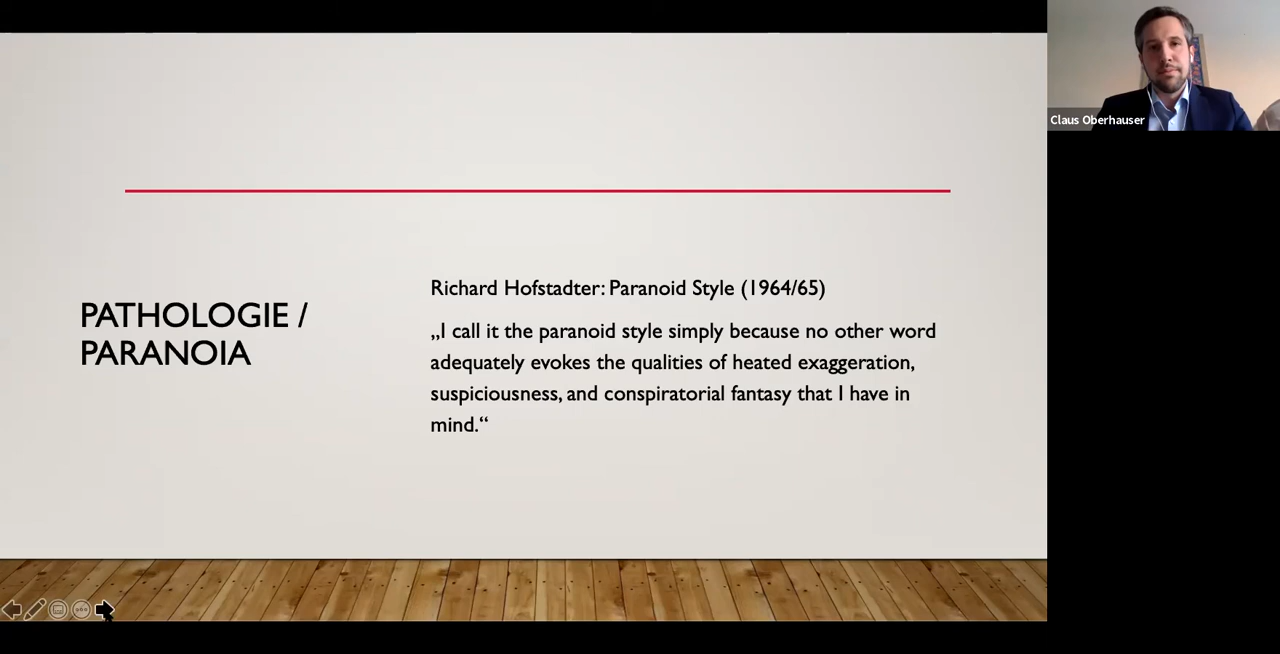 PATHOLOGIE /
PARANOIA
Richard Hofstadter: Paranoid Style (1964/65)
„I call it the paranoid style simply because no other word
adequately evokes the qualities of heated exaggeration,
suspiciousness, and conspiratorial fantasy that I have in
mind.“
Claus Oberhauser